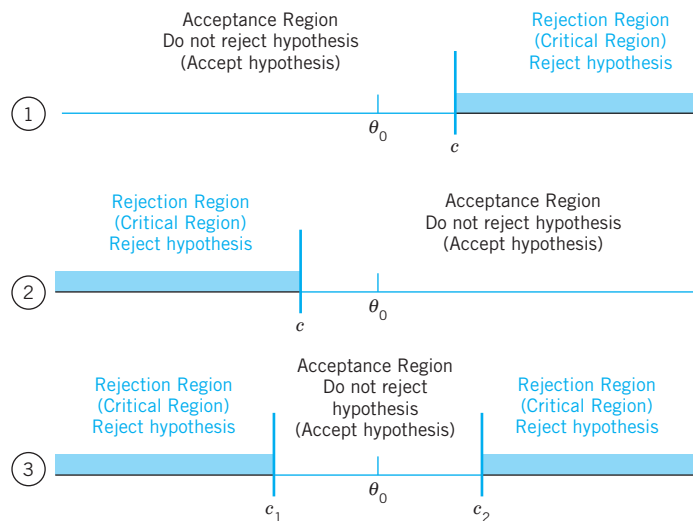 Acceptance Region
Do not reject hypothesis
(Accept hypothesis)
Rejection Region
(Critical Region)
Reject hypothesis
1
θ0
c
Rejection Region
(Critical Region)
Reject hypothesis
Acceptance Region
Do not reject hypothesis
(Accept hypothesis)
2
c
θ0
Rejection Region
(Critical Region)
Reject hypothesis
Acceptance Region
Do not reject
hypothesis
(Accept hypothesis)
Rejection Region
(Critical Region)
Reject hypothesis
3
c1
θ0
c2